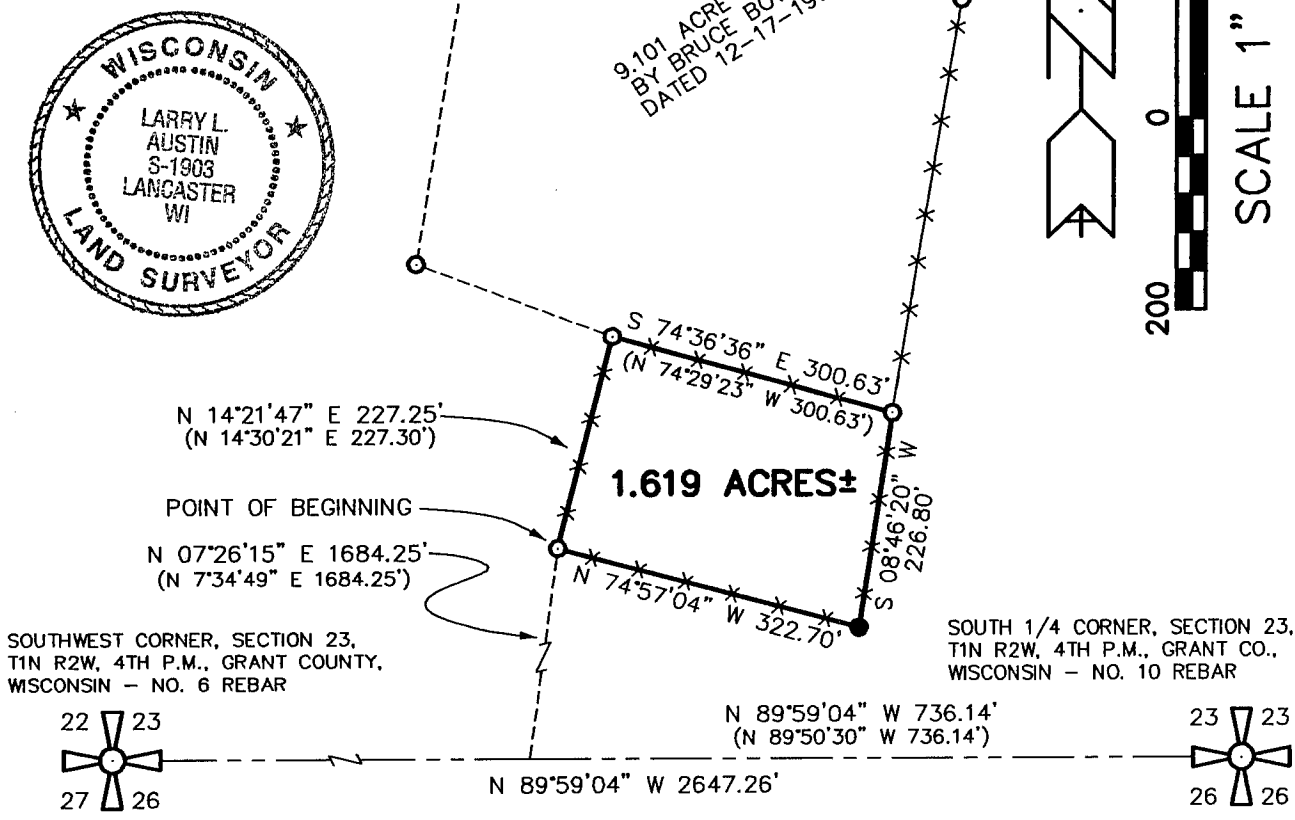 WISCONSIN
LARRY L.
AUSTIN
S-1903
LANCASTER
WI
LAND SURVEYOR
9.101 ACRE
BY BRUCE
DATED 12-17-19
0
200
SCALE 1"
S 74°36'36" E 300.63'
(N 74°29'23" W 300.63')
N 14°21'47" E 227.25'
(N 14°30'21" E 227.30')
1.619 ACRES±
POINT OF BEGINNING
S 08°46'20" W
226.80'
N 07°26'15" E 1684.25'
(N 7°34'49" E 1684.25')
N 74°57'04" W 322.70'
SOUTHWEST CORNER, SECTION 23,
T1N R2W, 4TH P.M., GRANT COUNTY,
WISCONSIN – NO. 6 REBAR
SOUTH 1/4 CORNER, SECTION 23,
T1N R2W, 4TH P.M., GRANT CO.,
WISCONSIN – NO. 10 REBAR
22 23
27 26
N 89°59'04" W 736.14'
(N 89°50'30" W 736.14')
N 89°59'04" W 2647.26'
23 23
26 26